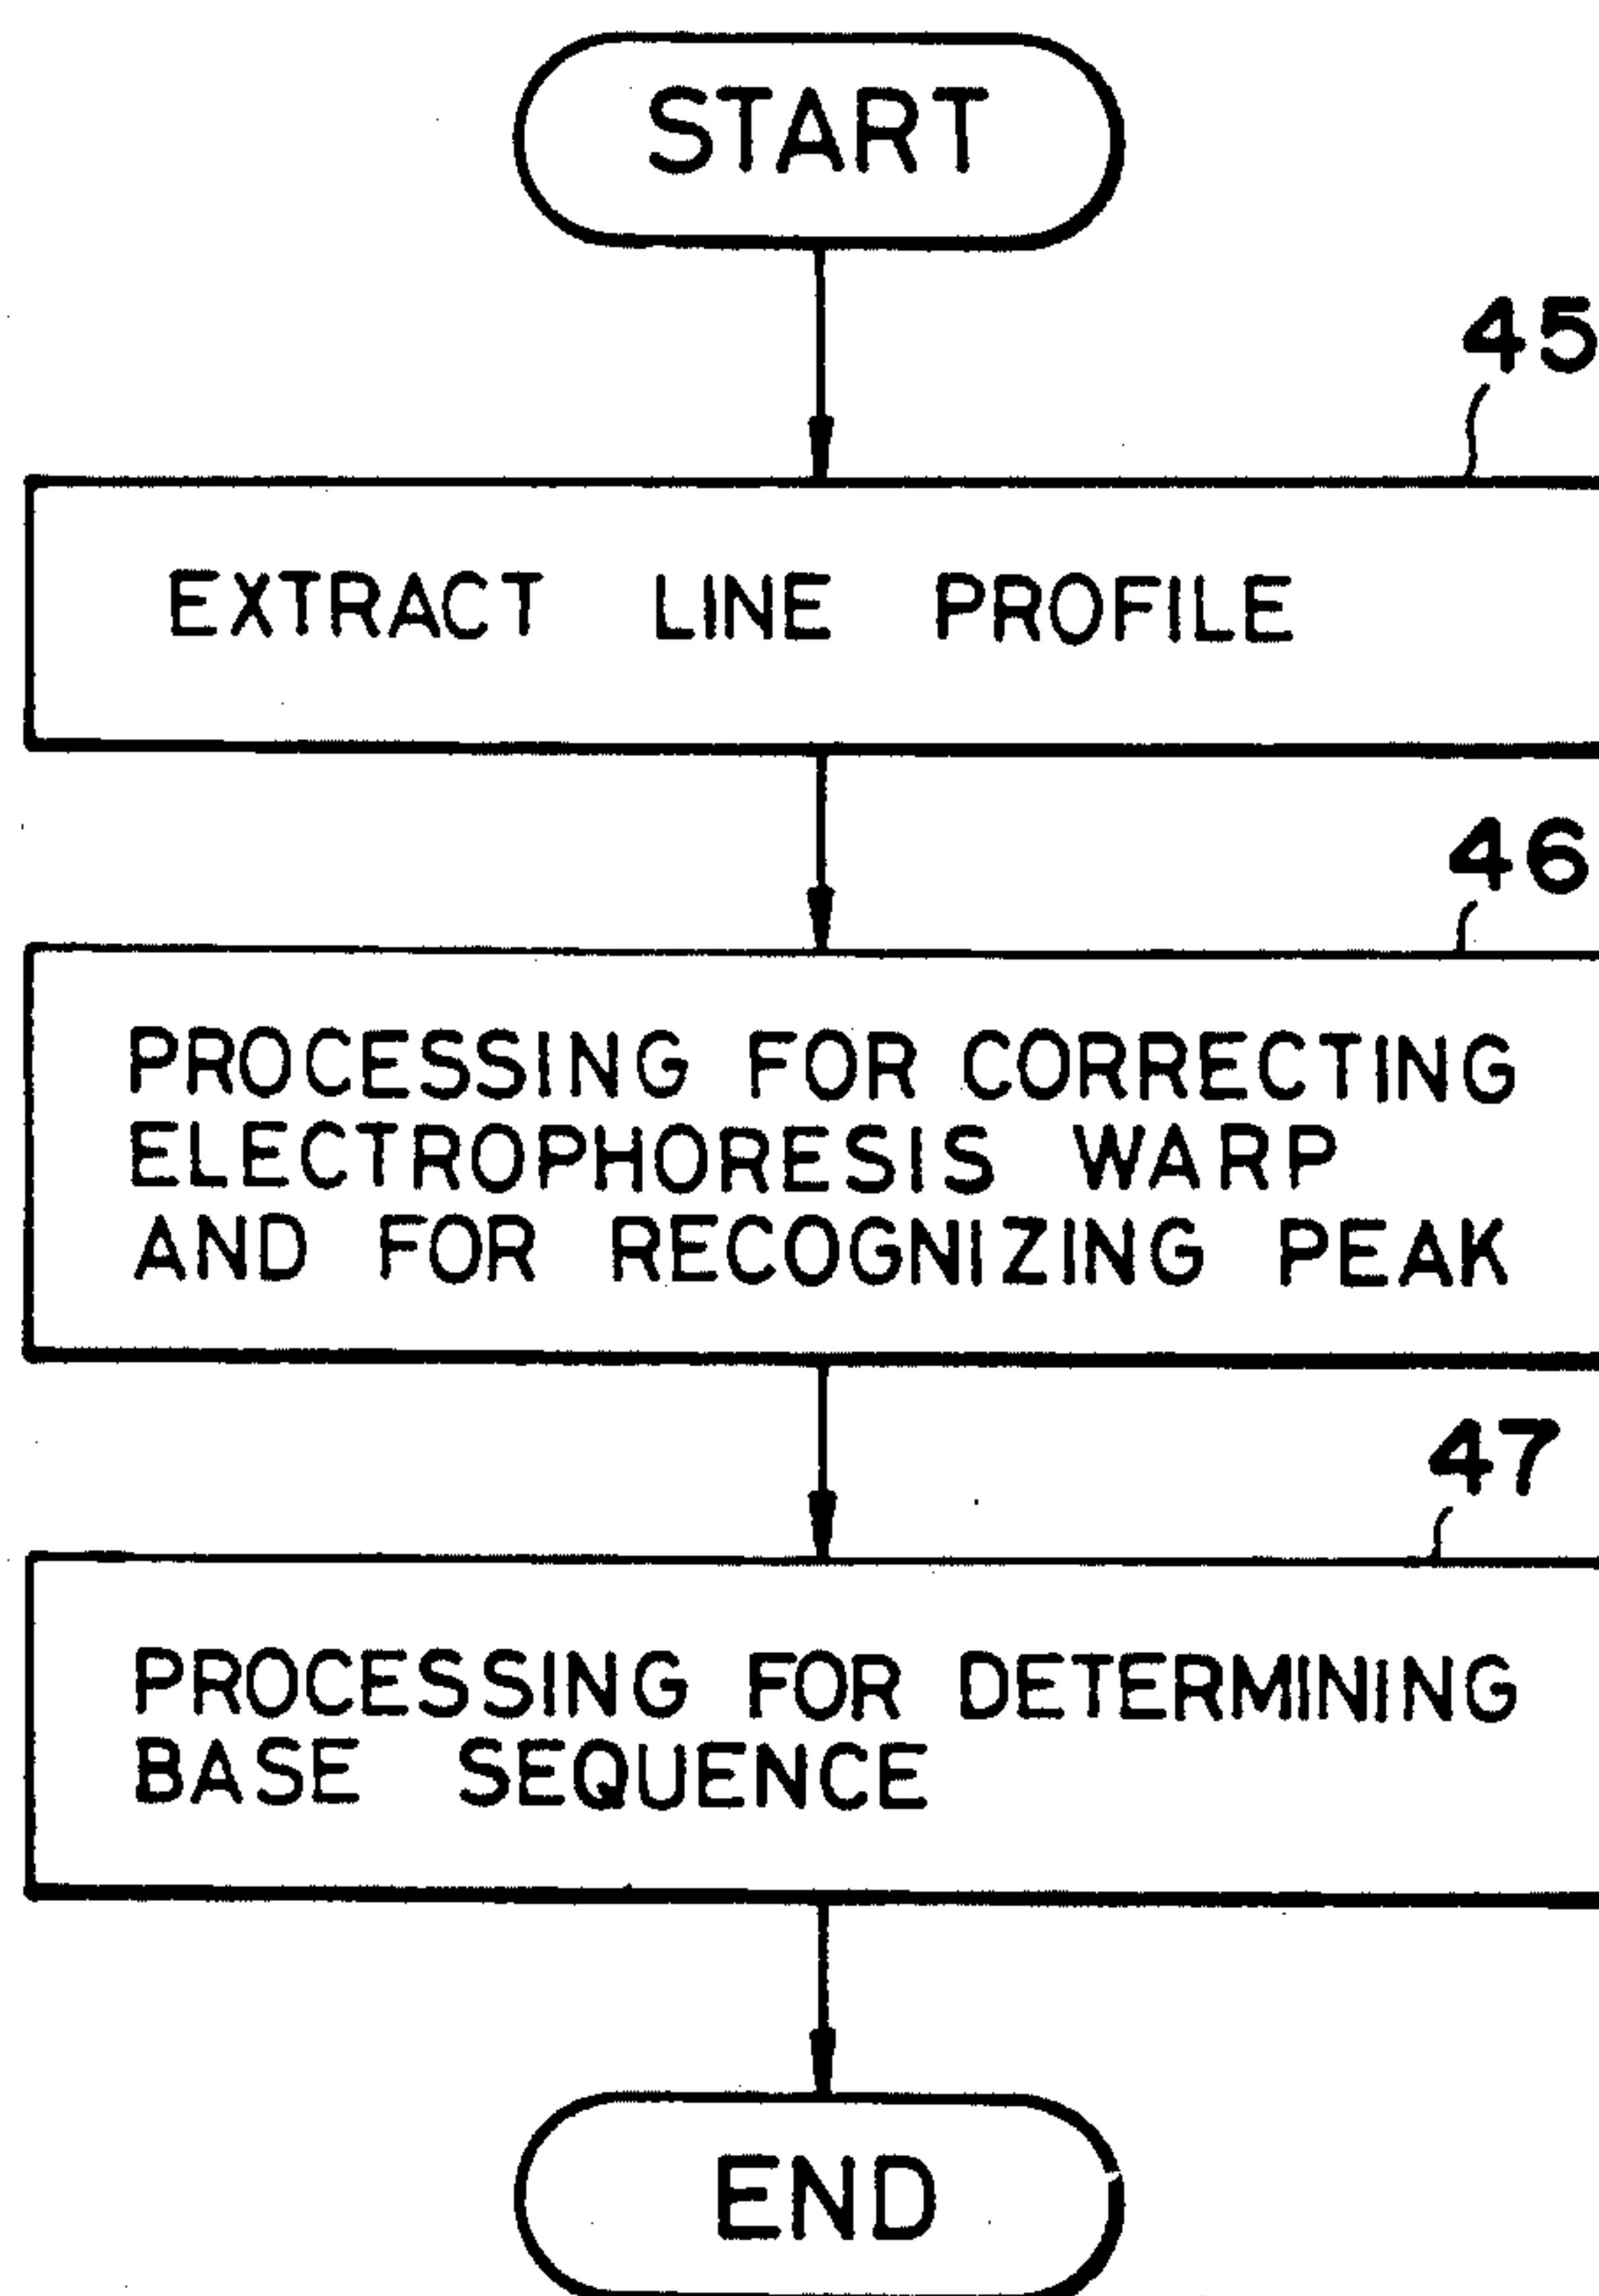 START
45
EXTRACT LINE PROFILE
46
PROCESSING FOR CORRECTING
ELECTROPHORESIS WARP
AND FOR RECOGNIZING PEAK
47
PROCESSING FOR DETERMINING
BASE SEQUENCE
END